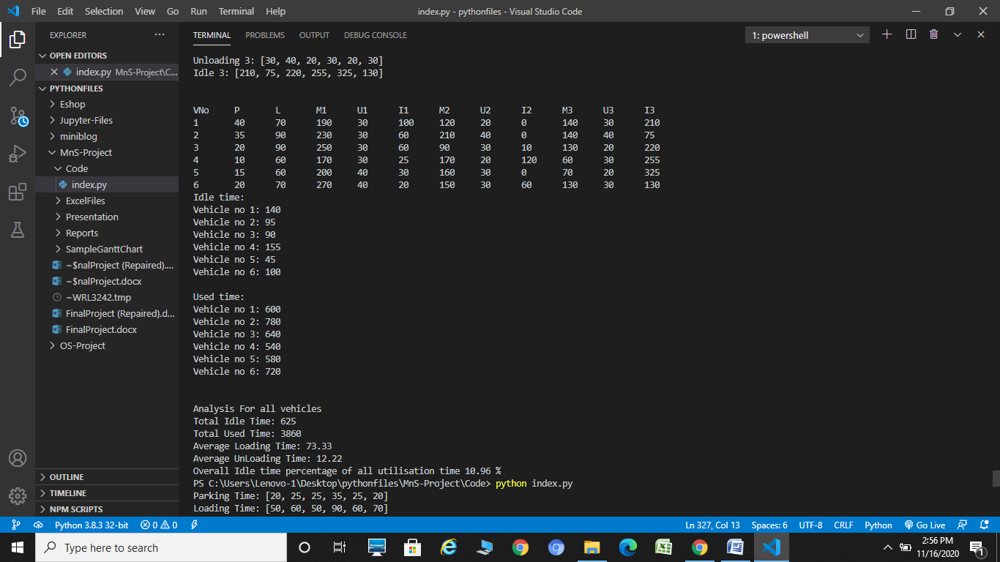 File Edit Selection View Go Run Terminal Help index.py - pythonfiles - Visual Studio Code
EXPLORER ···
OPEN EDITORS
index.py MnS-Project\C...
PYTHONFILES
Eshop
Jupyter-Files
miniblog
MnS-Project
Code
index.py
ExcelFiles
Presentation
Reports
SampleGanttChart
~$nalProject (Repaired)....
~$nalProject.docx
~WRL3242.tmp
FinalProject (Repaired).d...
FinalProject.docx
OS-Project
OUTLINE
TIMELINE
NPM SCRIPTS
TERMINAL PROBLEMS OUTPUT DEBUG CONSOLE 1: powershell
Unloading 3: [30, 40, 20, 30, 20, 30]
Idle 3: [210, 75, 220, 255, 325, 130]
VNo P L M1 U1 I1 M2 U2 I2 M3 U3 I3
1 40 70 190 30 100 120 20 0 140 30 210
2 35 90 230 30 60 210 40 0 140 40 75
3 20 90 250 30 60 90 30 10 130 20 220
4 10 60 170 30 25 170 20 120 60 30 255
5 15 60 200 40 30 160 30 0 70 20 325
6 20 70 270 40 20 150 30 60 130 30 130
Idle time:
Vehicle no 1: 140
Vehicle no 2: 95
Vehicle no 3: 90
Vehicle no 4: 155
Vehicle no 5: 45
Vehicle no 6: 100
Used time:
Vehicle no 1: 600
Vehicle no 2: 780
Vehicle no 3: 640
Vehicle no 4: 540
Vehicle no 5: 580
Vehicle no 6: 720
Analysis For all vehicles
Total Idle Time: 625
Total Used Time: 3860
Average Loading Time: 73.33
Average UnLoading Time: 12.22
Overall Idle time percentage of all utilisation time 10.96 %
PS C:\Users\Lenovo-1\Desktop\pythonfiles\MnS-Project\Code> python index.py
Parking Time: [20, 25, 25, 35, 25, 20]
Loading Time: [50, 60, 50, 90, 60, 70]
Python 3.8.3 32-bit 0 0 Ln 327, Col 13 Spaces: 6 UTF-8 CRLF Python Go Live
Type here to search
2:56 PM
11/16/2020
1